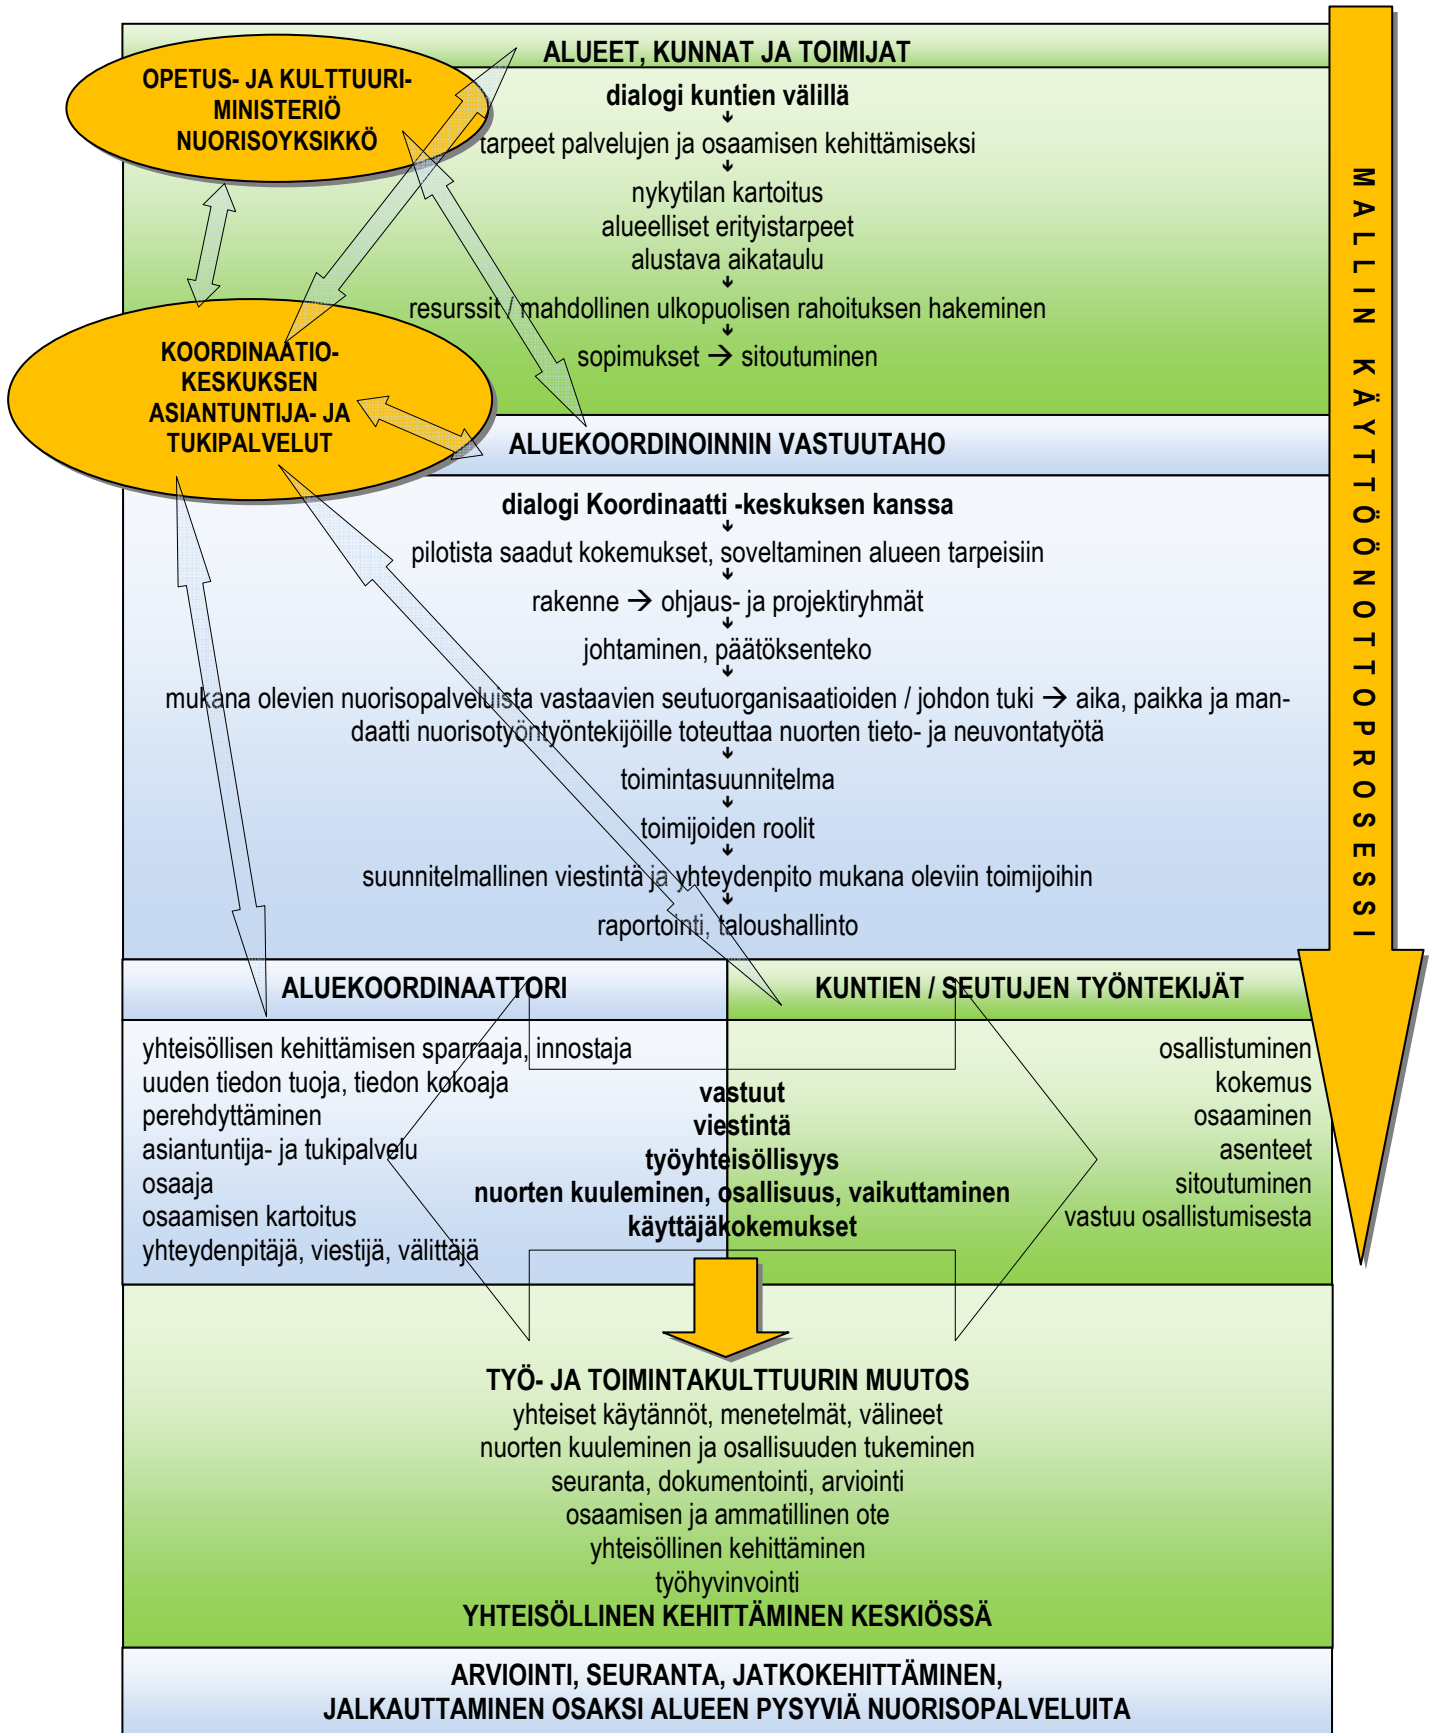 ALUEET, KUNNAT JA TOIMIJAT
OPETUS- JA KULTTUURI-
MINISTERIÖ
NUORISOYKSIKKÖ
dialogi kuntien välillä
tarpeet palvelujen ja osaamisen kehittämiseksi
nykytilan kartoitus
alueelliset erityistarpeet
alustava aikataulu
resurssit / mahdollinen ulkopuolisen rahoituksen hakeminen
sopimukset → sitoutuminen
KOORDINAATIO-
KESKUKSEN
ASIANTUNTIJA- JA
TUKIPALVELUT
ALUEKOORDINOINNIN VASTUUTAHO
dialogi Koordinaatti -keskuksen kanssa
pilotista saadut kokemukset, soveltaminen alueen tarpeisiin
rakenne → ohjaus- ja projektiryhmät
johtaminen, päätöksenteko
mukana olevien nuorisopalveluista vastaavien seutuorganisaatioiden / johdon tuki → aika, paikka ja man-
daatti nuorisotyöntyöntekijöille toteuttaa nuorten tieto- ja neuvontatyötä
toimintasuunnitelma
toimijoiden roolit
suunnitelmallinen viestintä ja yhteydenpito mukana oleviin toimijoihin
raportointi, taloushallinto
MALLIN KÄYTTÖÖNOTTOPROSESSI
ALUEKOORDINAATTORI
yhteisöllisen kehittämisen sparraaja, innostaja
uuden tiedon tuoja, tiedon kokoaja
perehdyttäminen
asiantuntija- ja tukipalvelu
osaaja
osaamisen kartoitus
yhteydenpitäjä, viestijä, välittäjä
vastuut
viestintä
työyhteisöllisyys
nuorten kuuleminen, osallisuus, vaikuttaminen
käyttäjäkokemukset
KUNTIEN / SEUTUJEN TYÖNTEKIJÄT
osallistuminen
kokemus
osaaminen
asenteet
sitoutuminen
vastuu osallistumisesta
TYÖ- JA TOIMINTAKULTTUURIN MUUTOS
yhteiset käytännöt, menetelmät, välineet
nuorten kuuleminen ja osallisuuden tukeminen
seuranta, dokumentointi, arviointi
osaamisen ja ammatillinen ote
yhteisöllinen kehittäminen
työhyvinvointi
YHTEISÖLLINEN KEHITTÄMINEN KESKIÖSSÄ
ARVIOINTI, SEURANTA, JATKOKEHITTÄMINEN,
JALKAUTTAMINEN OSAKSI ALUEEN PYSYVIÄ NUORISOPALVELUITA